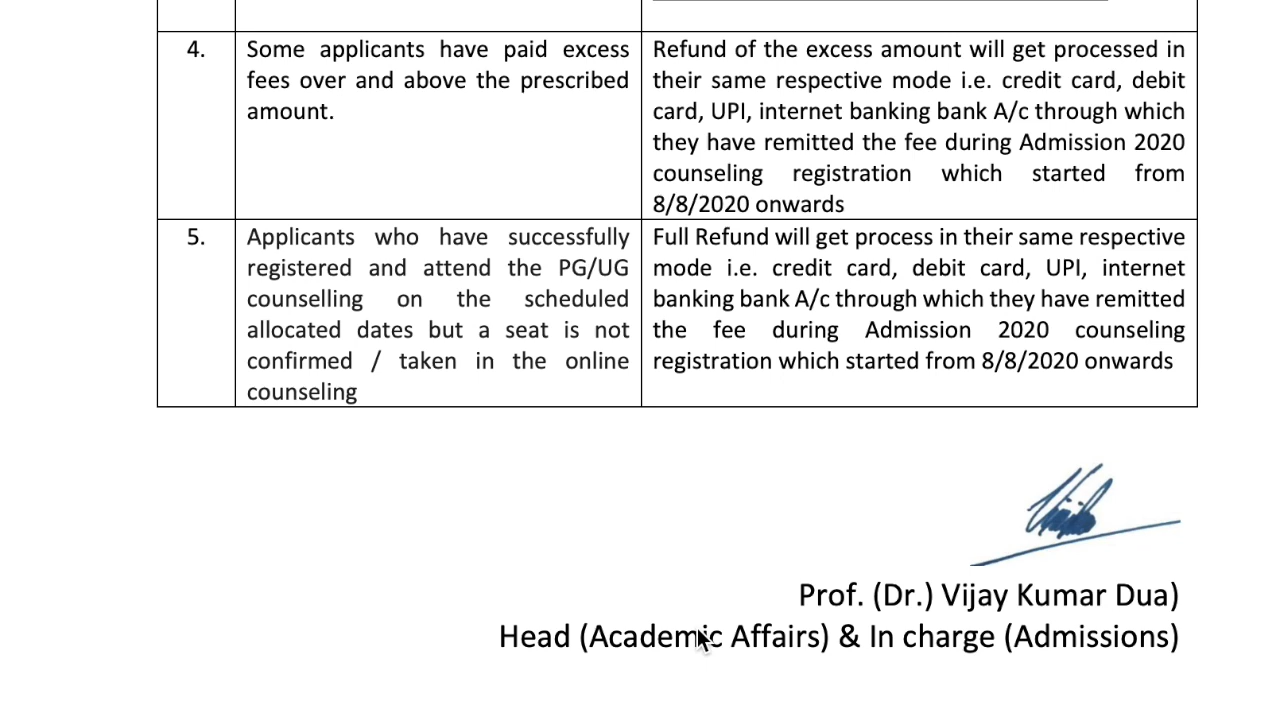 4.
Some applicants have paid excess
fees over and above the prescribed
amount.
Refund of the excess amount will get processed in
their same respective mode i.e. credit card, debit
card, UPI, internet banking bank A/c through which
they have remitted the fee during Admission 2020
counseling registration which started from
8/8/2020 onwards
5.
Applicants who have successfully
registered and attend the PG/UG
counselling on the scheduled
allocated dates but a seat is not
confirmed / taken in the online
counseling
Full Refund will get process in their same respective
mode i.e. credit card, debit card, UPI, internet
banking bank A/c through which they have remitted
the fee during Admission 2020 counseling
registration which started from 8/8/2020 onwards
Prof. (Dr.) Vijay Kumar Dua)
Head (Academic Affairs) & In charge (Admissions)